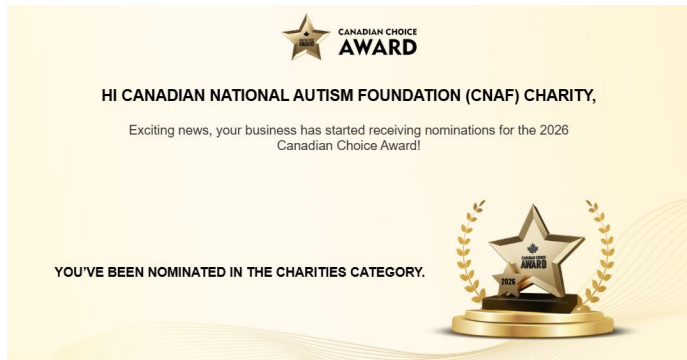 CANADIAN CHOICE
AWARD
HI CANADIAN NATIONAL AUTISM FOUNDATION (CNAF) CHARITY,
Exciting news, your business has started receiving nominations for the 2026
Canadian Choice Award!
YOU'VE BEEN NOMINATED IN THE CHARITIES CATEGORY.
CANADIAN CHOICE
AWARD
2026